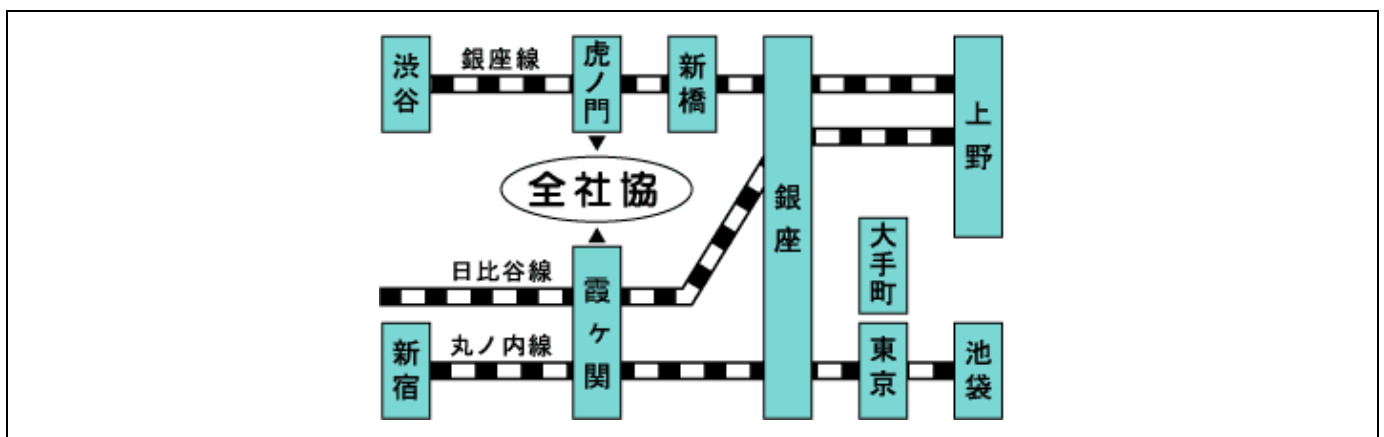 渋谷
銀座線
虎ノ門
新橋
銀座
上野
全社協
大手町
日比谷線
霞ヶ関
新宿
丸ノ内線
東京
池袋